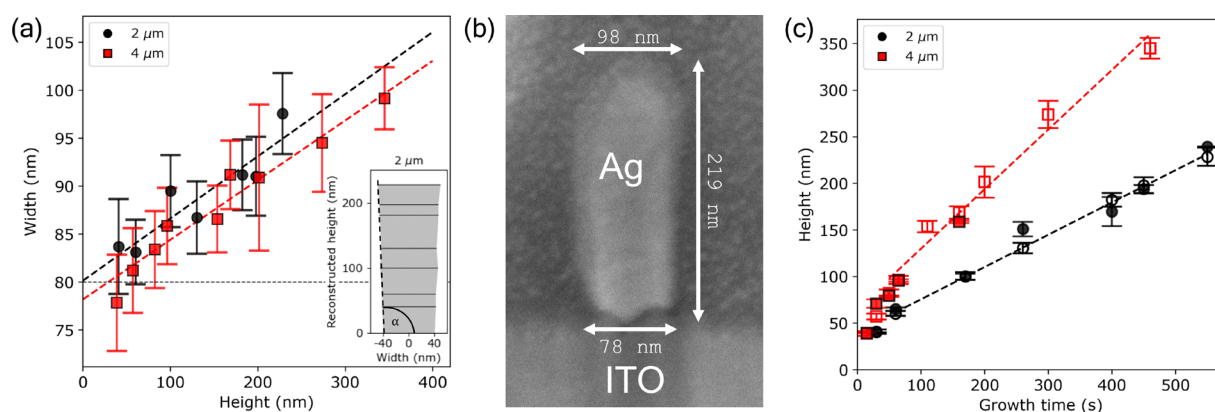 (a)
2 μm
4 μm
105
100
95
90
85
80
75
Width (nm)
0
100
200
300
400
Height (nm)
2 μm
200
100
0
Reconstructed height (nm)
α
-40
0
40
Width (nm)
(b)
98 nm
Ag
219 nm
78 nm
ITO
(c)
2 μm
4 μm
350
300
250
200
150
100
50
0
Height (nm)
0
100
200
300
400
500
Growth time (s)